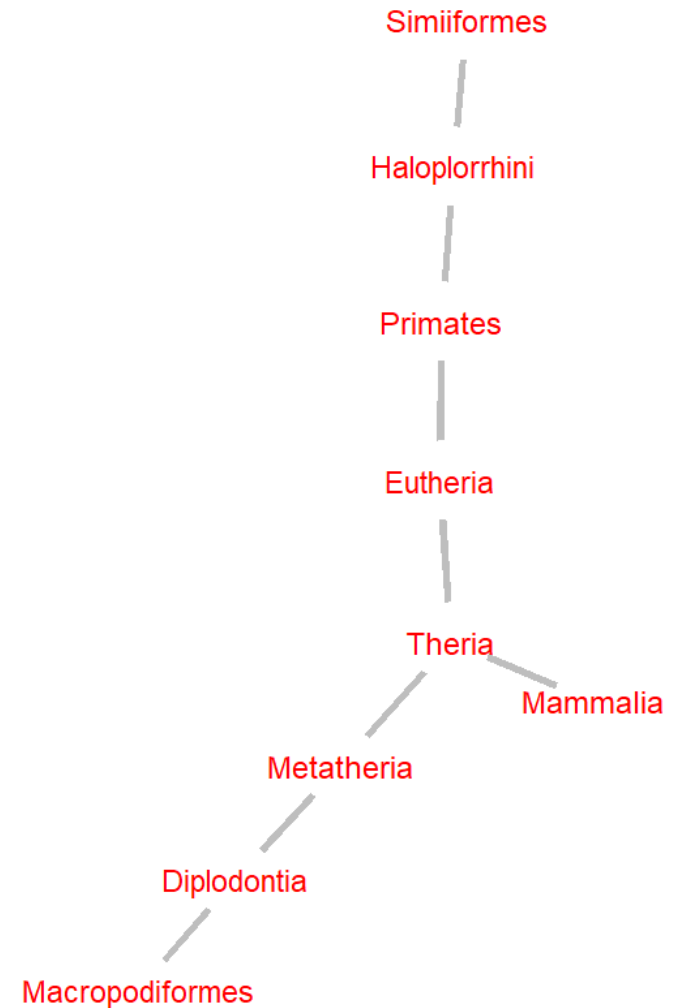 Simiiformes
Haloplorrhini
Primates
Eutheria
Theria
Mammalia
Metatheria
Diplodontia
Macropodiformes